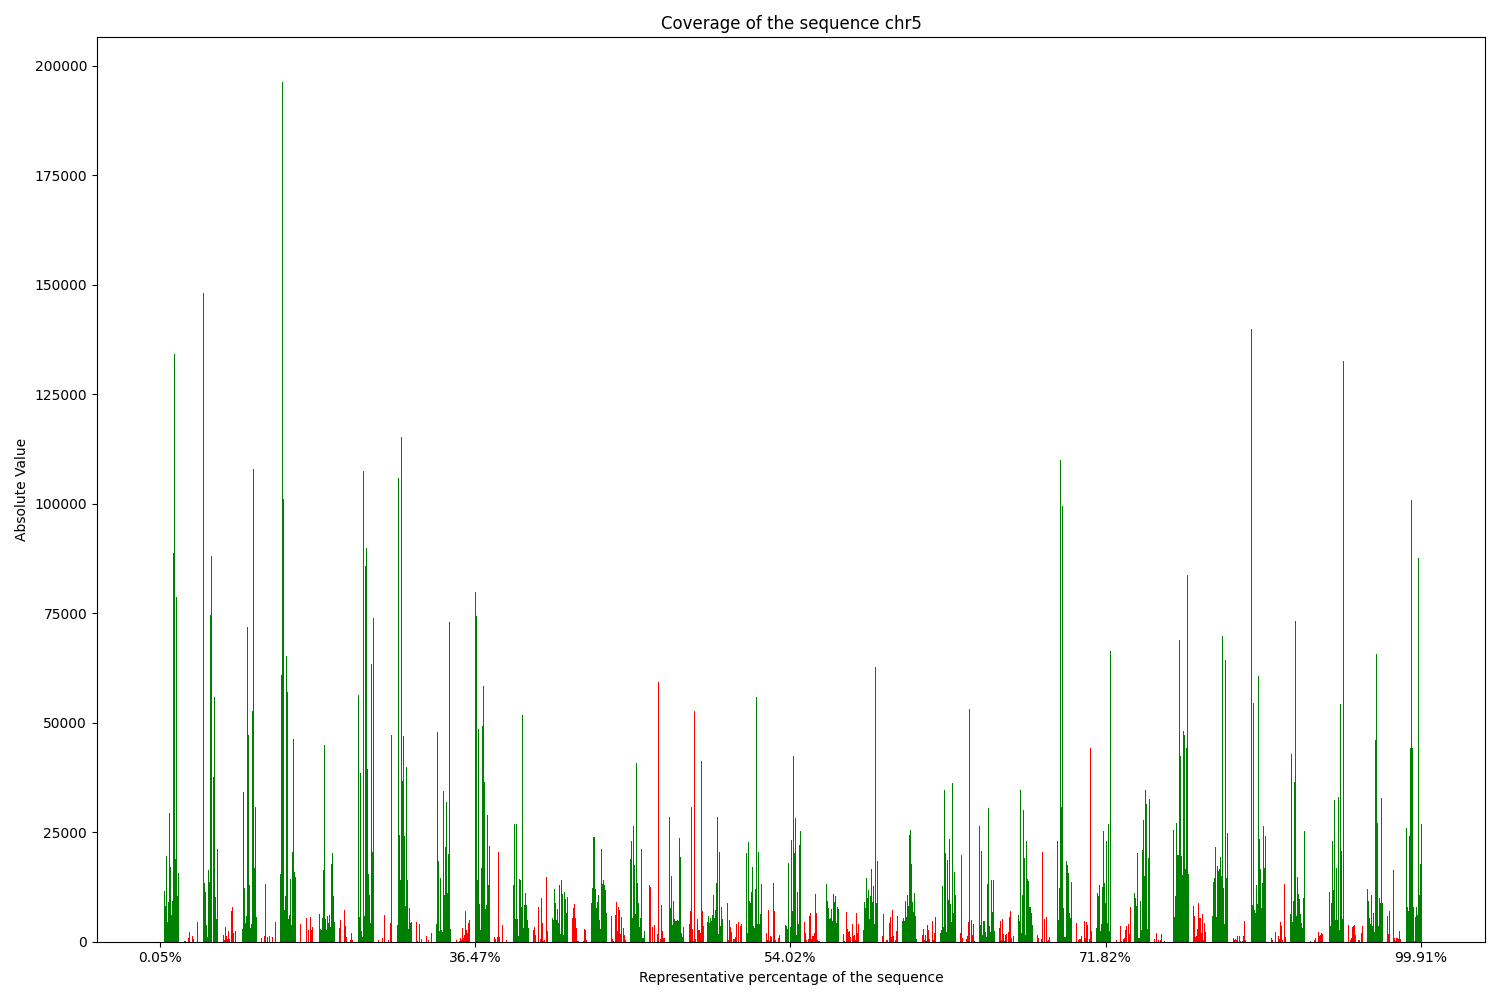 Coverage of the sequence chr5
200000
175000
150000
125000
100000
75000
50000
25000
0
Absolute Value
0.05% 36.47% 54.02% 71.82% 99.91%
Representative percentage of the sequence